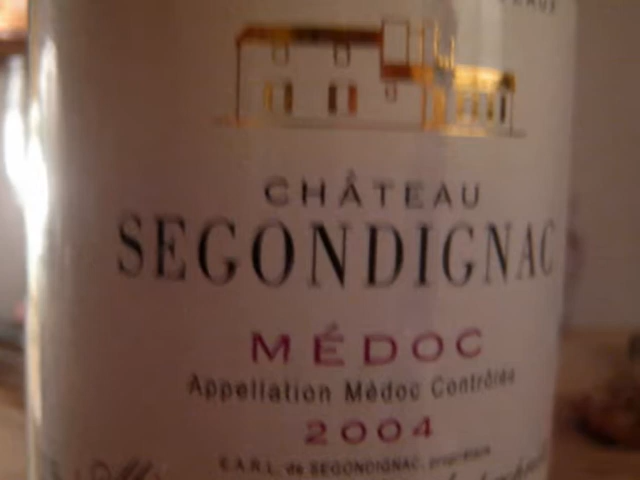 CHÂTEAU
SEGONDIGNAC
MÉDOC
Appellation Médoc Contrôlée
2004
E.A.R.L. de SEGONDIGNAC, propriétaire